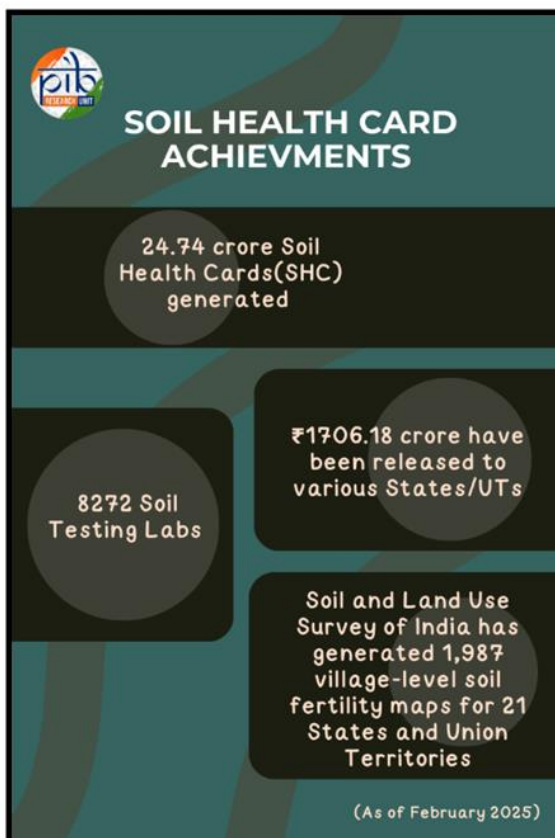 pib
RESEARCH UNIT
SOIL HEALTH CARD
ACHIEVMENTS
24.74 crore Soil
Health Cards(SHC)
generated
₹1706.18 crore have
been released to
various States/UTs
8272 Soil
Testing Labs
Soil and Land Use
Survey of India has
generated 1,987
village-level soil
fertility maps for 21
States and Union
Territories
(As of February 2025)